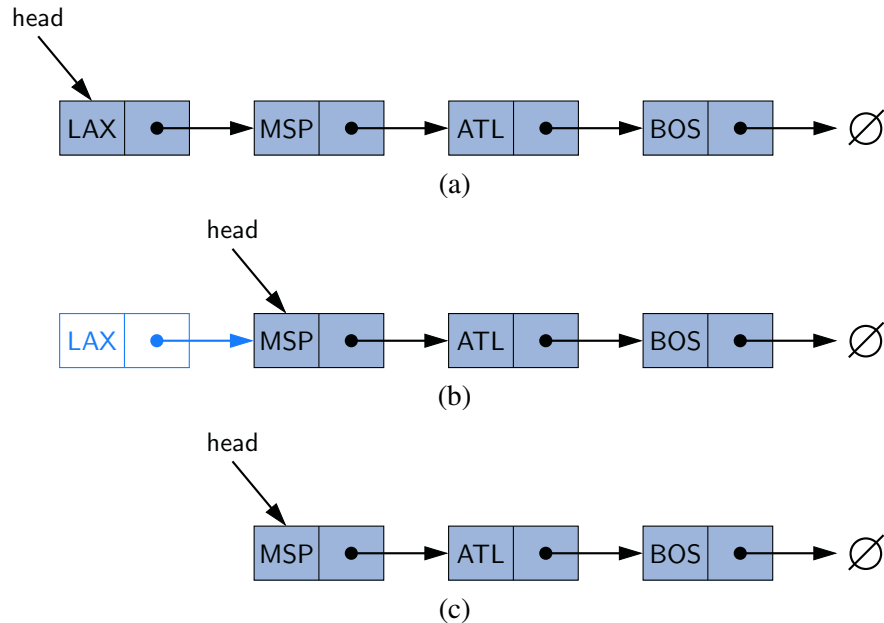 head
LAX MSP ATL BOS ∅
(a)
head
LAX MSP ATL BOS ∅
(b)
head
MSP ATL BOS ∅
(c)